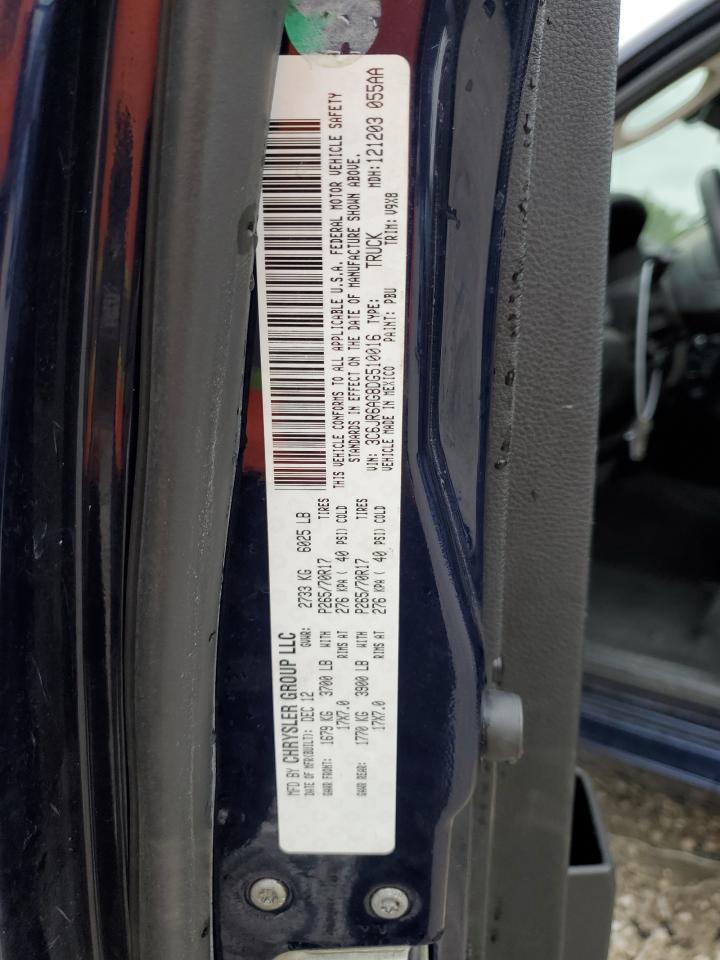 MFD BY CHRYSLER GROUP LLC
DATE OF MFR(BUILT): DEC 12 GVWR: 2733 KG 6025 LB
GAWR FRONT: 1679 KG 3700 LB WITH P265/70R17 TIRES
17X7.0 RIMS AT 276 KPA ( 40 PSI) COLD
GAWR REAR: 1770 KG 3900 LB WITH P265/70R17 TIRES
17X7.0 RIMS AT 276 KPA ( 40 PSI) COLD
THIS VEHICLE CONFORMS TO ALL APPLICABLE U.S.A. FEDERAL MOTOR VEHICLE SAFETY
STANDARDS IN EFFECT ON THE DATE OF MANUFACTURE SHOWN ABOVE.
VIN: 3C6JR6AG8DG510016 TYPE: TRUCK MDH:121203 055AA
VEHICLE MADE IN MEXICO PAINT: PBU TRIM: V9X8